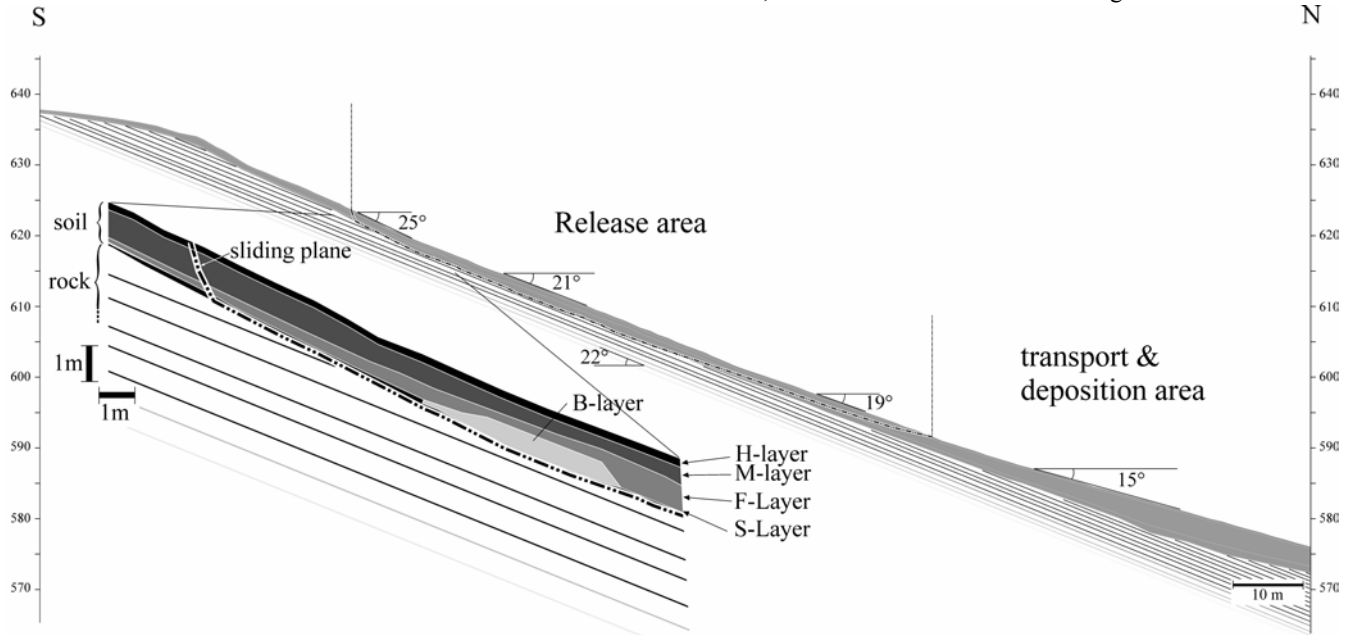 S
N
640
640
630
630
620
620
610
610
600
600
590
590
580
580
570
570
soil
rock
sliding plane
25°
Release area
21°
22°
19°
transport &
deposition area
15°
1m
1m
B-layer
H-layer
M-layer
F-Layer
S-Layer
10 m